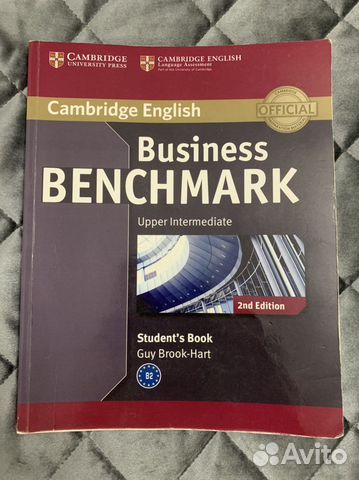 CAMBRIDGE
UNIVERSITY PRESS
CAMBRIDGE ENGLISH
Language Assessment
Part of the University of Cambridge
Cambridge English
CAMBRIDGE
OFFICIAL
Business
BENCHMARK
Upper Intermediate
2nd Edition
Student's Book
Guy Brook-Hart
B2
Avito